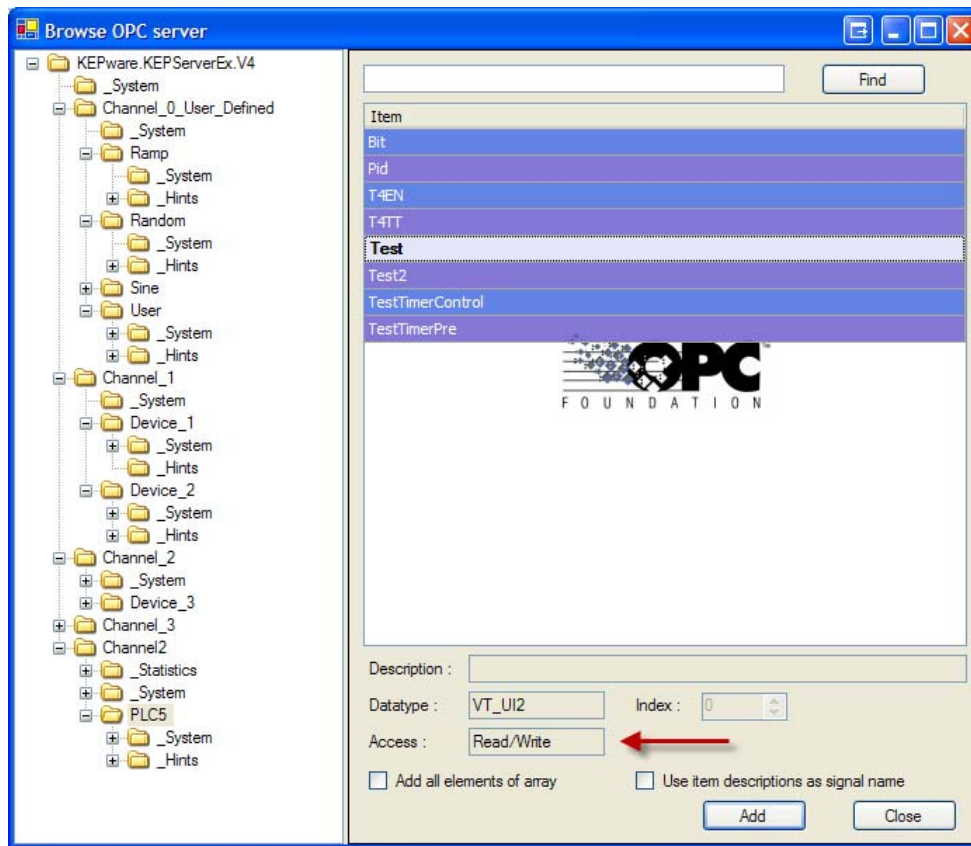 Browse OPC server
KEPware.KEPServerEx.V4
_System
Channel_0_User_Defined
_System
Ramp
_System
_Hints
Random
_System
_Hints
Sine
User
_System
_Hints
Channel_1
_System
Device_1
_System
_Hints
Device_2
_System
_Hints
Channel_2
_System
Device_3
Channel_3
Channel2
_Statistics
_System
PLC5
_System
_Hints
Find
Item
Bit
Pid
T4EN
T4TT
Test
Test2
TestTimerControl
TestTimerPre
OPC
FOUNDATION
Description :
Datatype : VT_UI2 Index : 0
Access : Read/Write
Add all elements of array Use item descriptions as signal name
Add Close